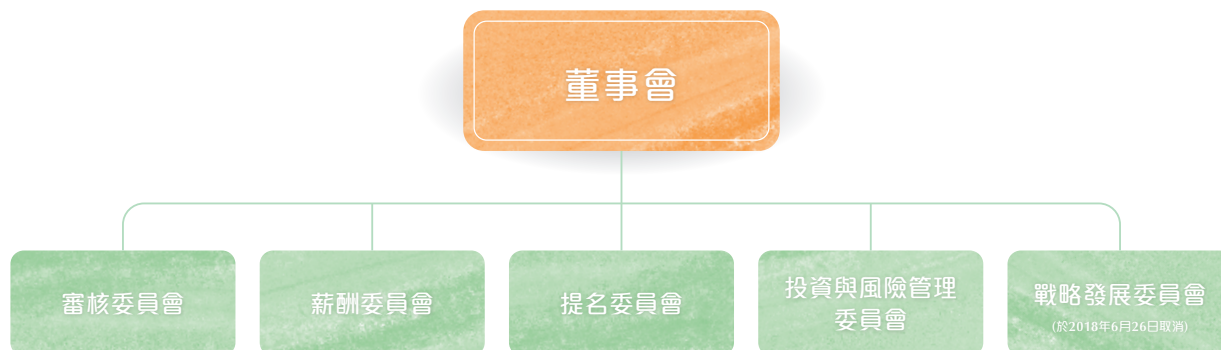 董事會
審核委員會
薪酬委員會
提名委員會
投資與風險管理
委員會
戰略發展委員會
(於2018年6月26日取消)